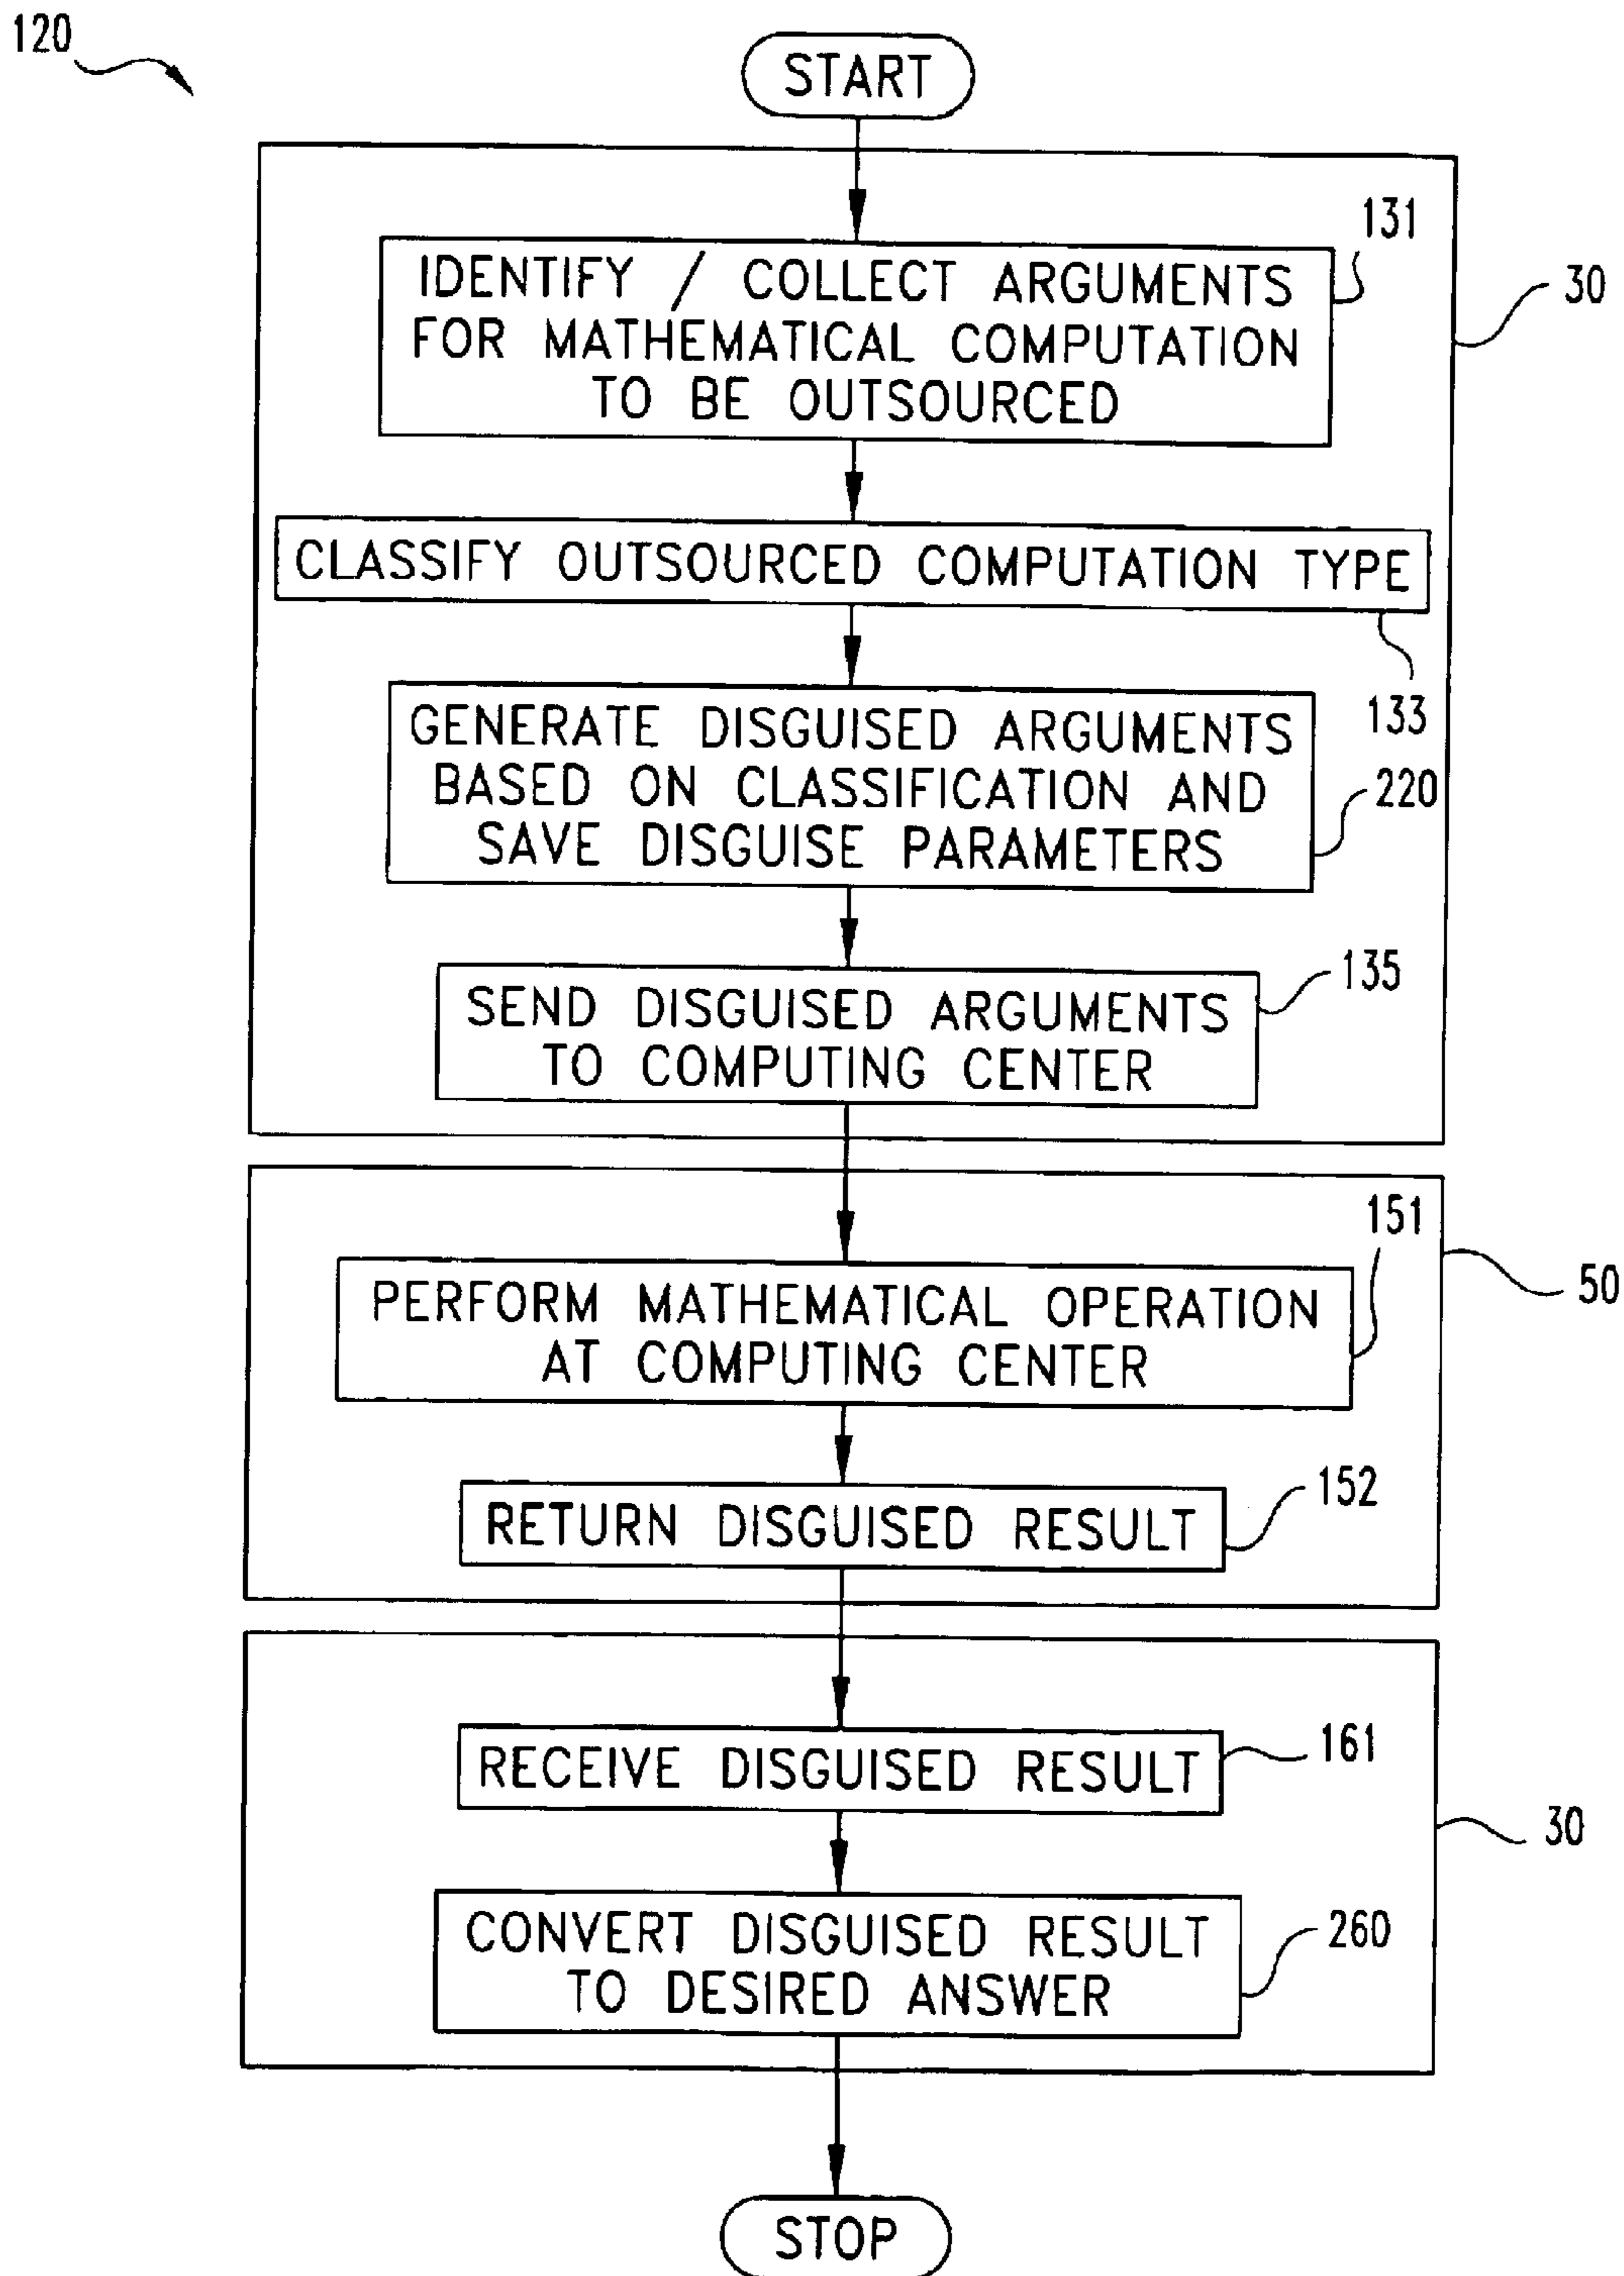 120
START
131
IDENTIFY / COLLECT ARGUMENTS
FOR MATHEMATICAL COMPUTATION
TO BE OUTSOURCED
30
CLASSIFY OUTSOURCED COMPUTATION TYPE
133
GENERATE DISGUISED ARGUMENTS
BASED ON CLASSIFICATION AND
SAVE DISGUISE PARAMETERS
220
SEND DISGUISED ARGUMENTS
TO COMPUTING CENTER
135
151
PERFORM MATHEMATICAL OPERATION
AT COMPUTING CENTER
50
RETURN DISGUISED RESULT
152
RECEIVE DISGUISED RESULT
161
30
CONVERT DISGUISED RESULT
TO DESIRED ANSWER
260
STOP